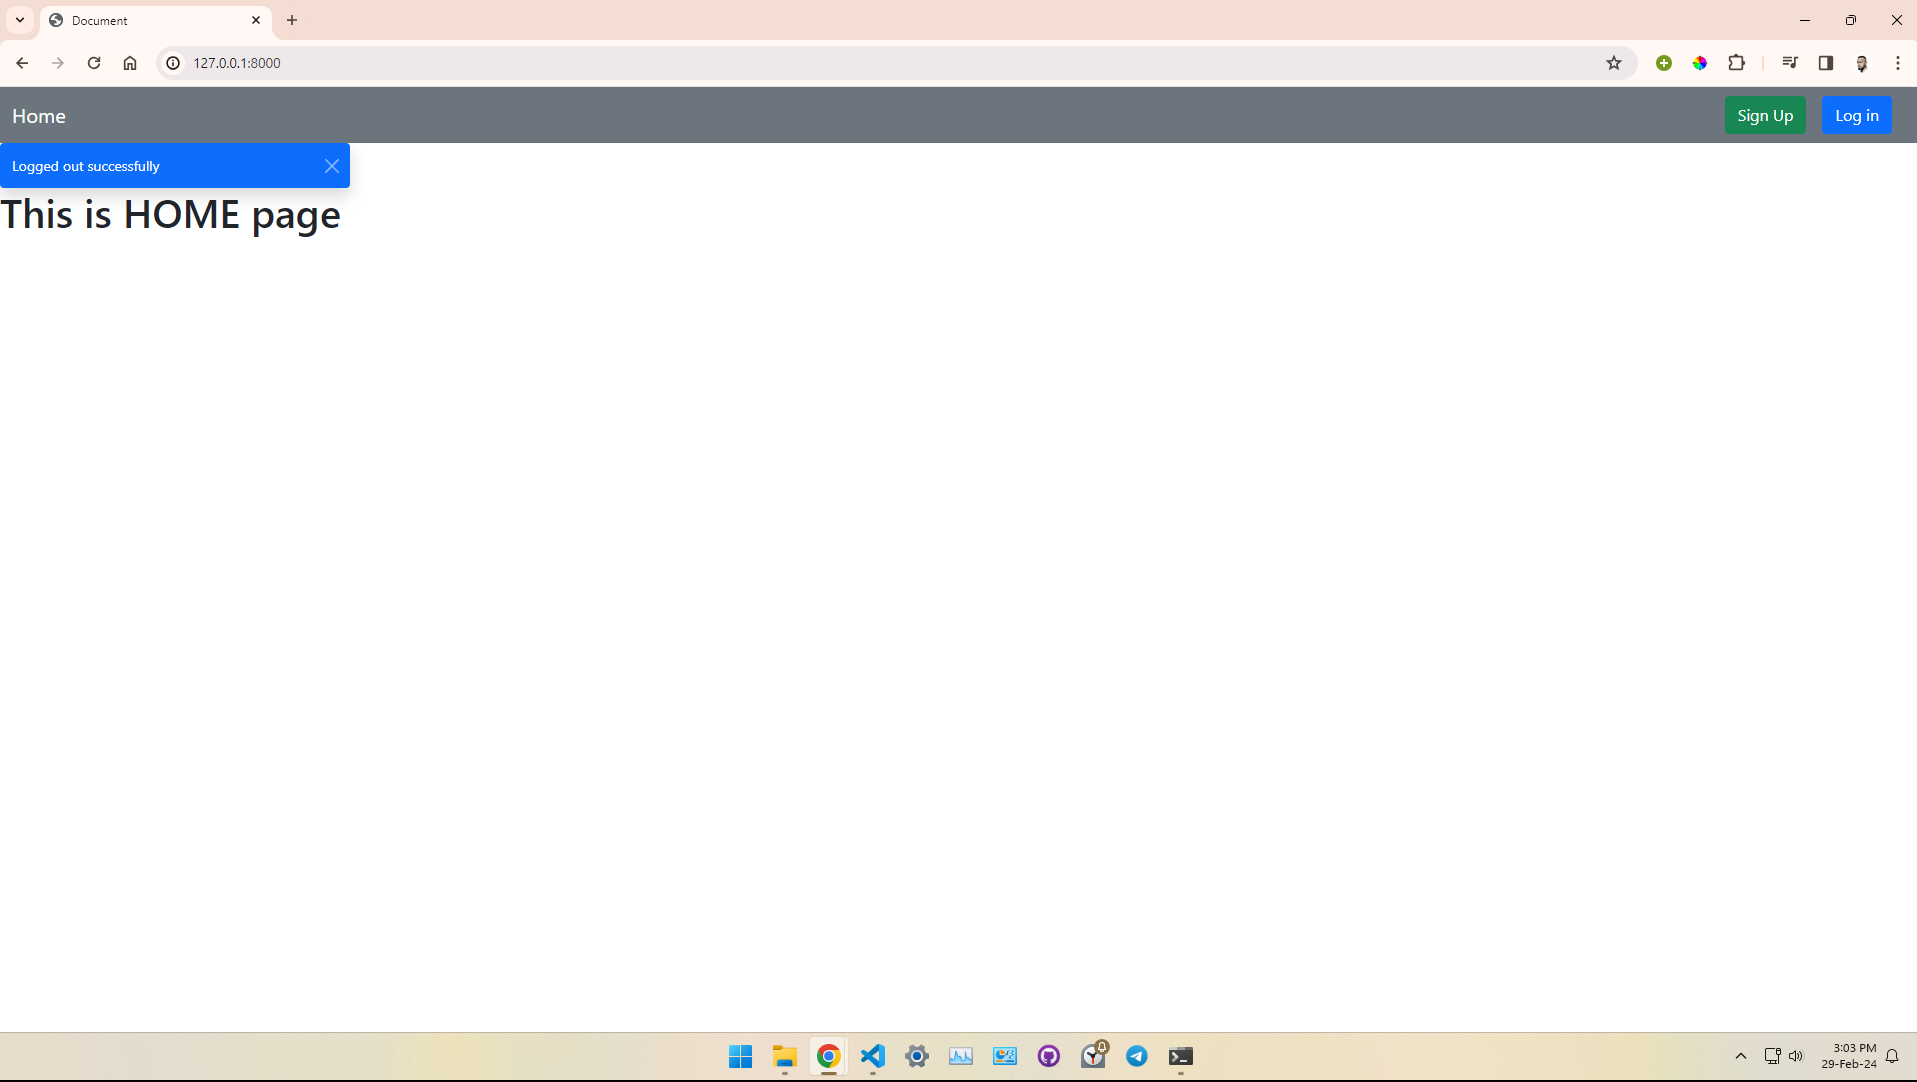 Document
127.0.0.1:8000
Home
Sign Up
Log in
Logged out successfully
This is HOME page
3:03 PM
29-Feb-24